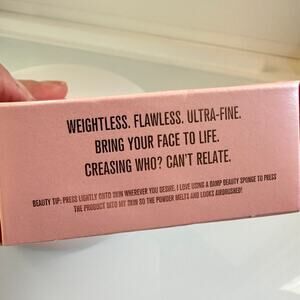 WEIGHTLESS. FLAWLESS. ULTRA-FINE.
BRING YOUR FACE TO LIFE.
CREASING WHO? CAN'T RELATE.
BEAUTY TIP: PRESS LIGHTLY ONTO SKIN WHEREVER YOU DESIRE. I LOVE USING A DAMP BEAUTY SPONGE TO PRESS
THE PRODUCT INTO MY SKIN SO THE POWDER MELTS AND LOOKS AIRBRUSHED!